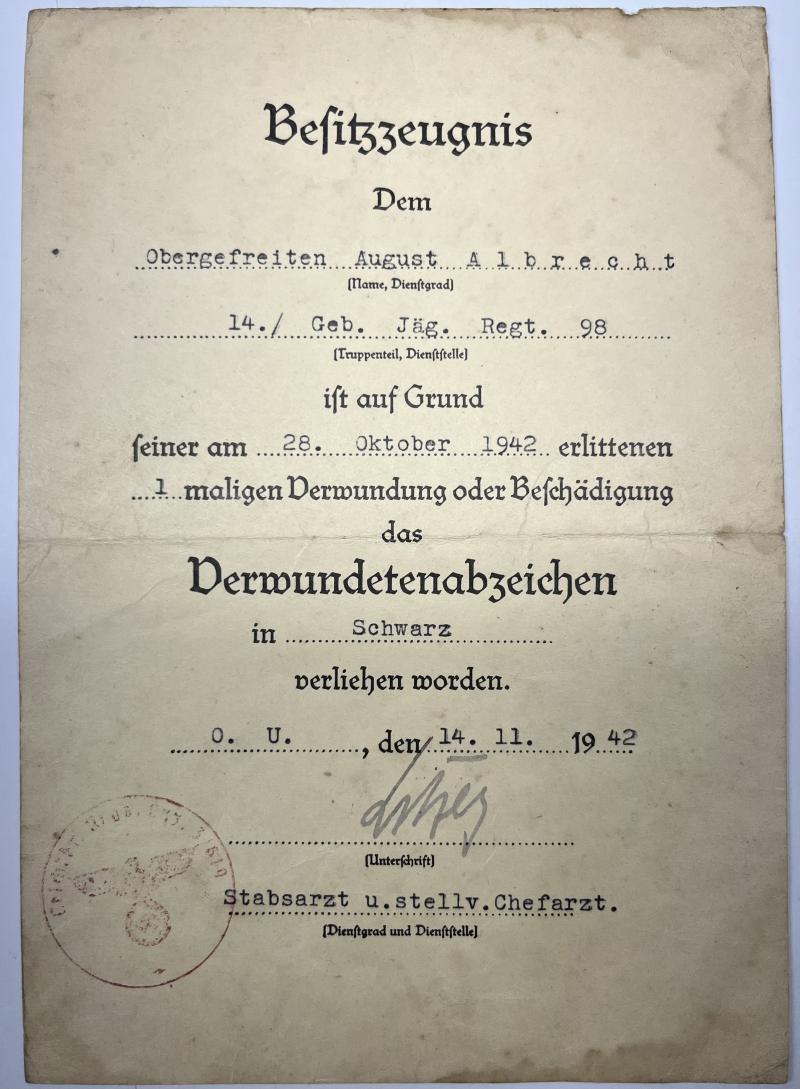 Besitzzeugnis
Dem
Obergefreiten August Albrecht
(Name, Dienstgrad)
14./ Geb. Jäg. Regt. 98
(Truppenteil, Dienststelle)
ist auf Grund
seiner am 28. Oktober 1942 erlittenen
1 maligen Verwundung oder Beschädigung
das
Verwundetenabzeichen
in Schwarz
verliehen worden.
O. U. , den 14. 11. 1942
(Unterschrift)
Stabsarzt u.stellv.Chefarzt.
(Dienstgrad und Dienststelle)